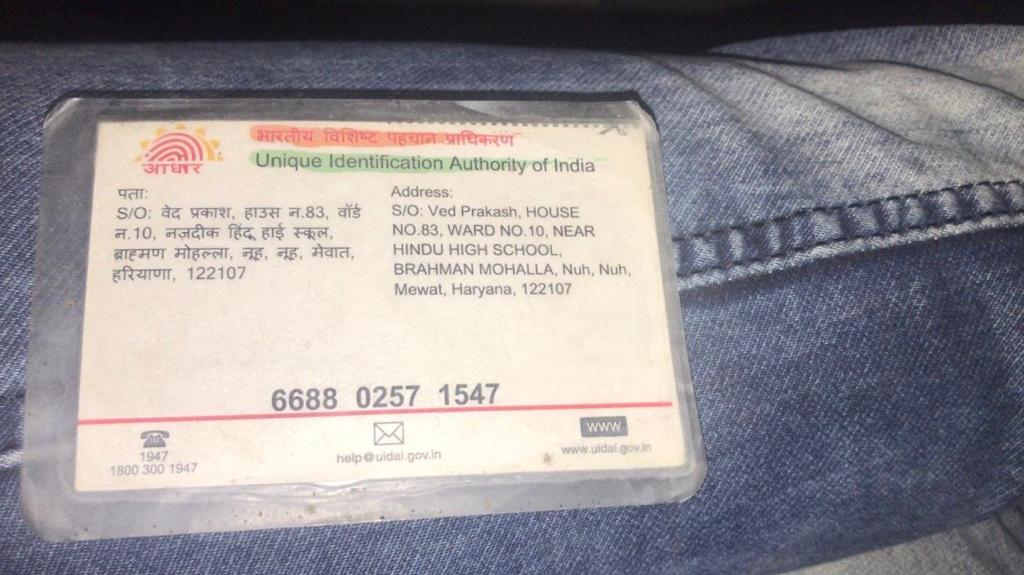 आधार
भारतीय विशिष्ट पहचान प्राधिकरण
Unique Identification Authority of India
पता:
S/O: वेद प्रकाश, हाउस न.83, वॉर्ड
न.10, नज़दीक हिंदू हाई स्कूल,
ब्राह्मण मोहल्ला, नूह, नूह, मेवात,
हरियाणा, 122107
Address:
S/O: Ved Prakash, HOUSE
NO.83, WARD NO.10, NEAR
HINDU HIGH SCHOOL,
BRAHMAN MOHALLA, Nuh, Nuh,
Mewat, Haryana, 122107
6688 0257 1547
1947
1800 300 1947
help@uidai.gov.in
www
www.uidai.gov.in